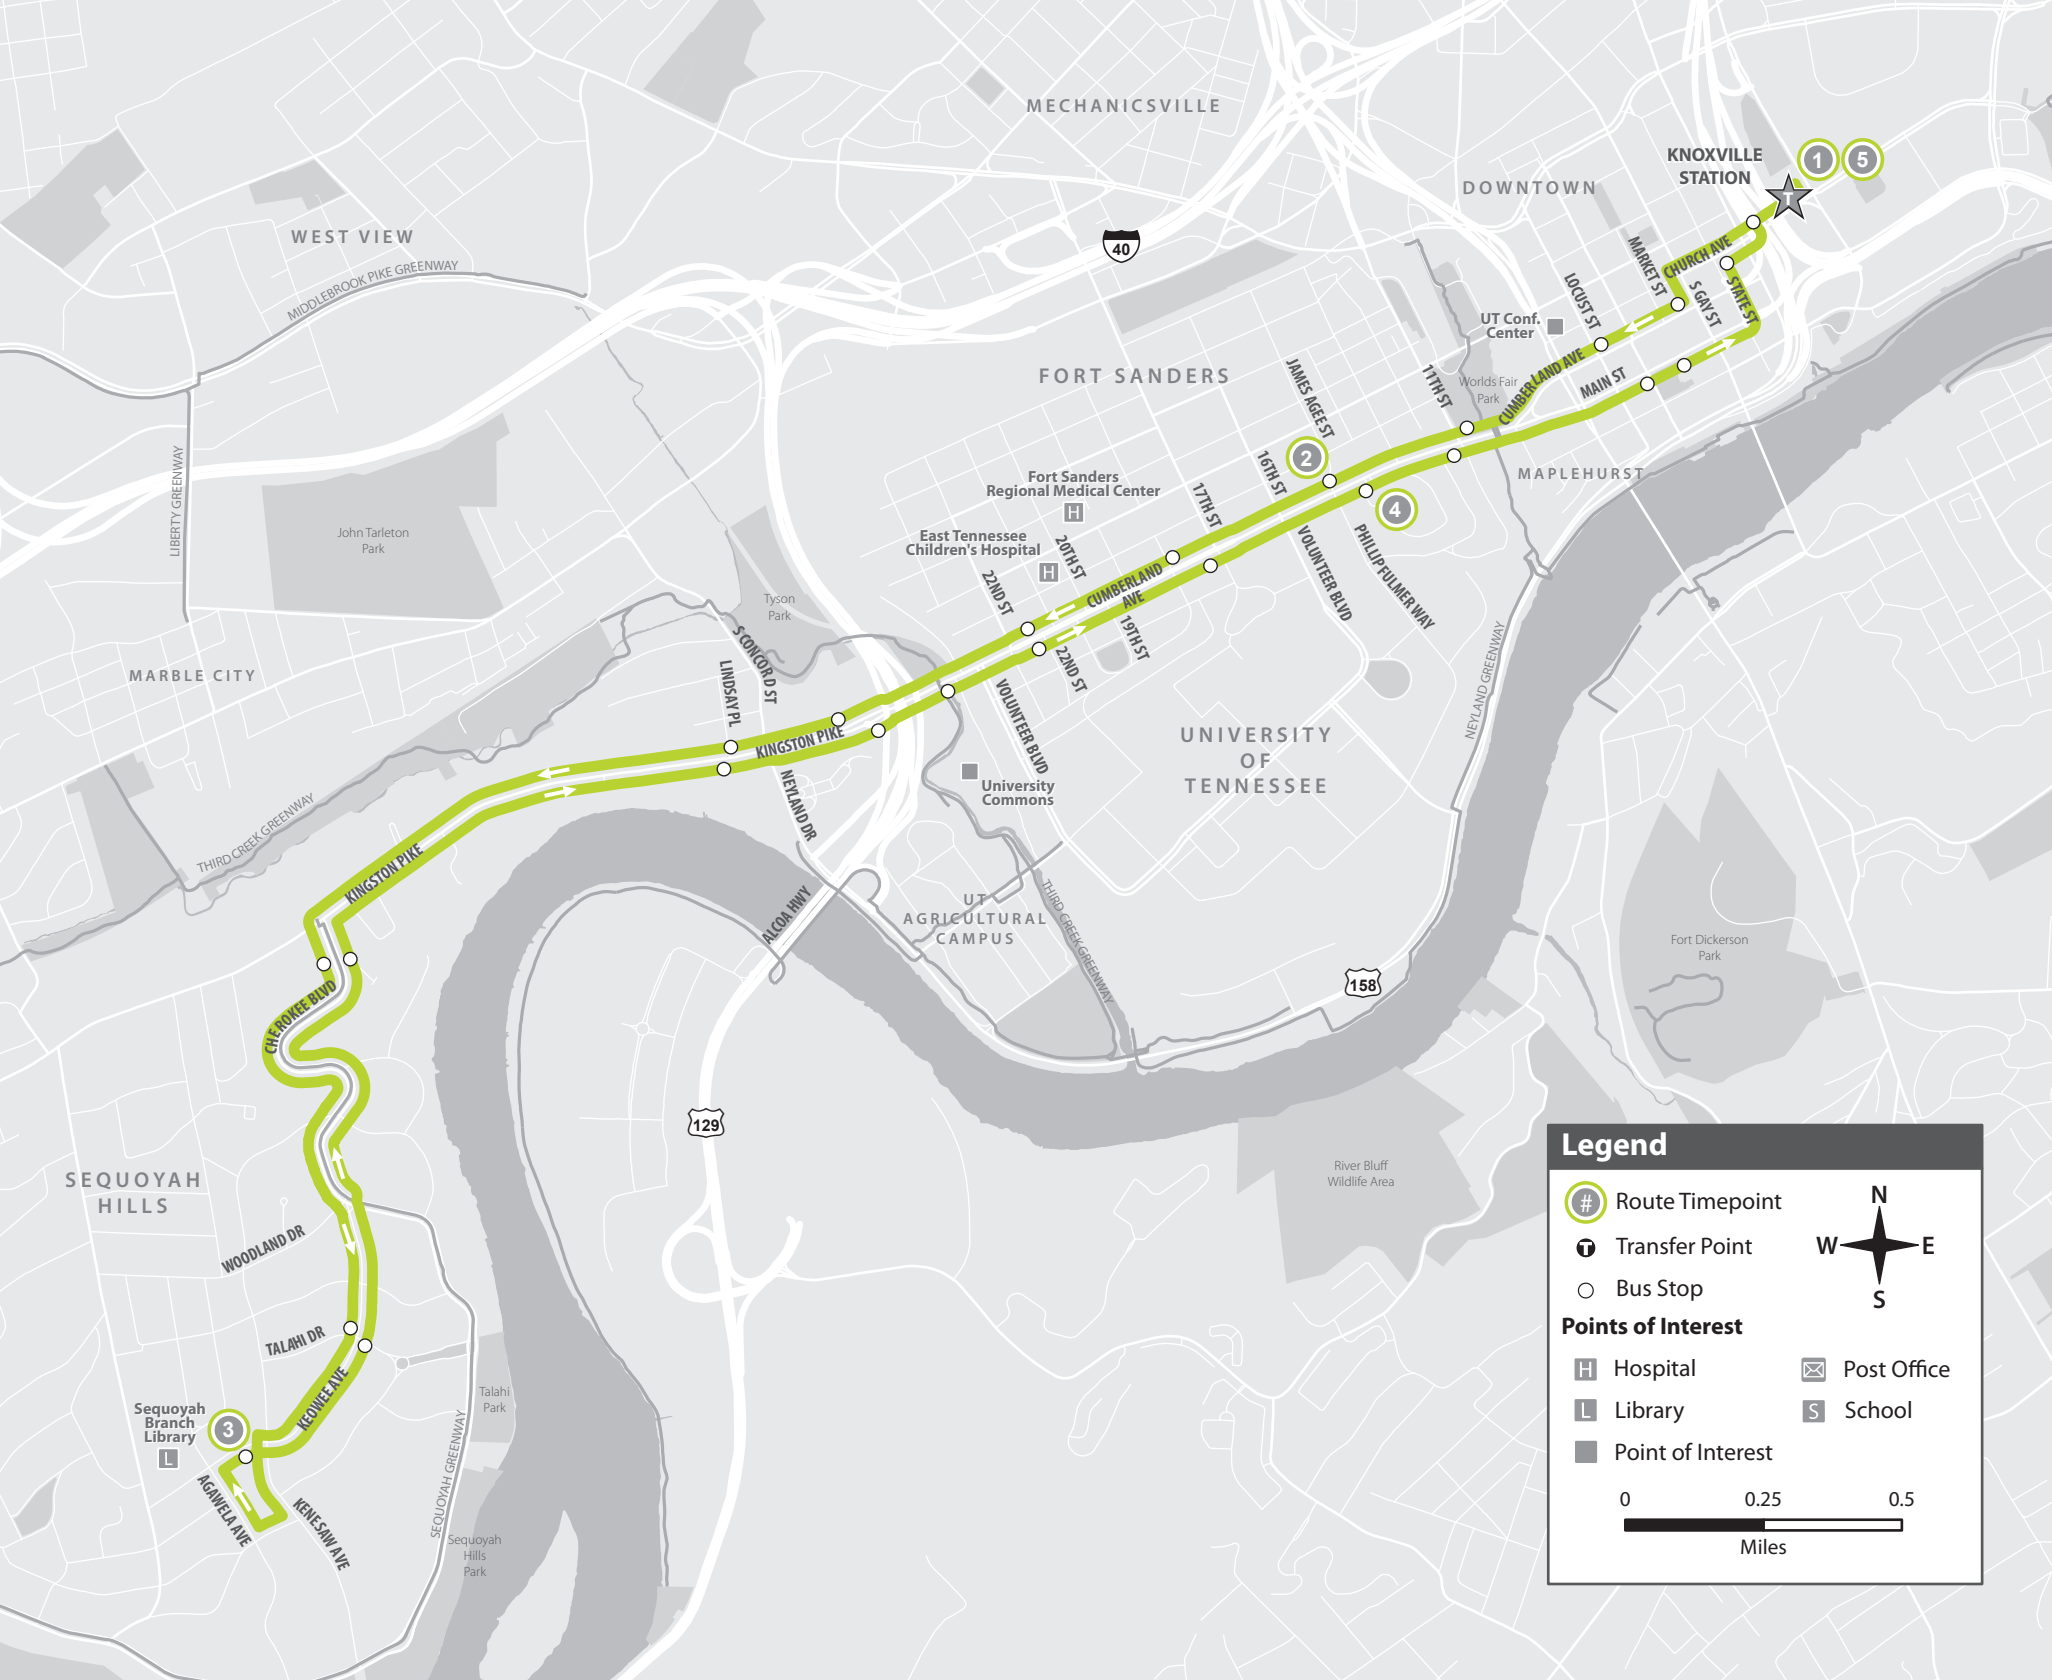 MECHANICSVILLE
KNOXVILLE
STATION
1
5
T
DOWNTOWN
WEST VIEW
MIDDLEBROOK PIKE GREENWAY
40
MARKET ST
CHURCH AVE
S GAY ST
STATE ST
LOCUST ST
UT Conf.
Center
CUMBERLAND AVE
MAIN ST
Worlds Fair
Park
11TH ST
JAMES AGEE ST
FORT SANDERS
2
4
16TH ST
17TH ST
MAPLEHURST
LIBERTY GREENWAY
John Tarleton
Park
Fort Sanders
Regional Medical Center
H
East Tennessee
Children's Hospital
H
20TH ST
22ND ST
CUMBERLAND
AVE
19TH ST
22ND ST
VOLUNTEER BLVD
PHILLIP FULMER WAY
Tyson
Park
S CONCORD ST
LINDSAY PL
MARBLE CITY
KINGSTON PIKE
NEYLAND DR
VOLUNTEER BLVD
UNIVERSITY
OF
TENNESSEE
NEYLAND GREENWAY
University
Commons
THIRD CREEK GREENWAY
KINGSTON PIKE
ALCOA HWY
UT
AGRICULTURAL
CAMPUS
THIRD CREEK GREENWAY
Fort Dickerson
Park
158
CHEROKEE BLVD
129
River Bluff
Wildlife Area
SEQUOYAH
HILLS
WOODLAND DR
TALAHI DR
KEOWEE AVE
Talahi
Park
Sequoyah
Branch
Library
L
3
AGAWELA AVE
KENESAW AVE
SEQUOYAH GREENWAY
Sequoyah
Hills
Park
Legend
# Route Timepoint
T Transfer Point
Bus Stop
N
W E
S
Points of Interest
H Hospital
Post Office
L Library
S School
Point of Interest
0 0.25 0.5
Miles